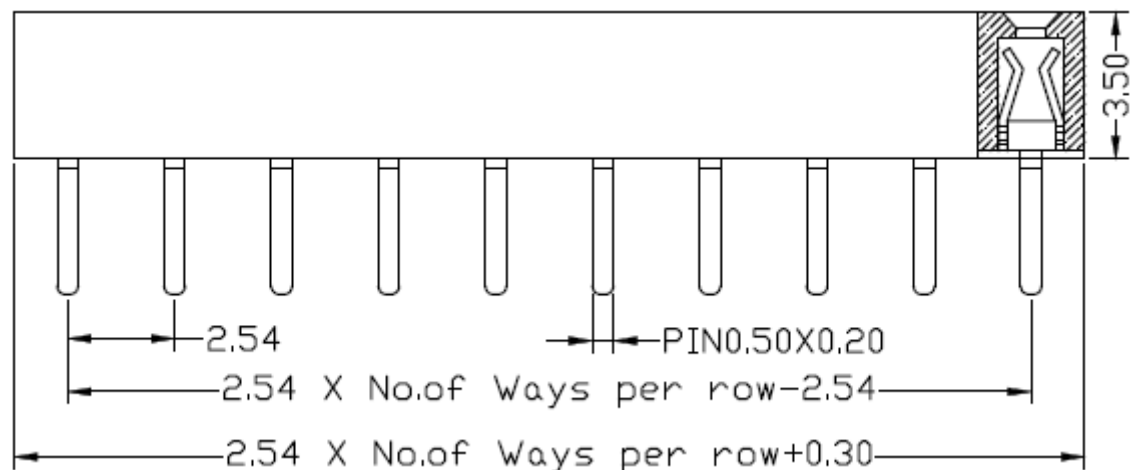 3.50
2.54
PIN0.50X0.20
2.54 X No.of Ways per row-2.54
2.54 X No.of Ways per row+0.30